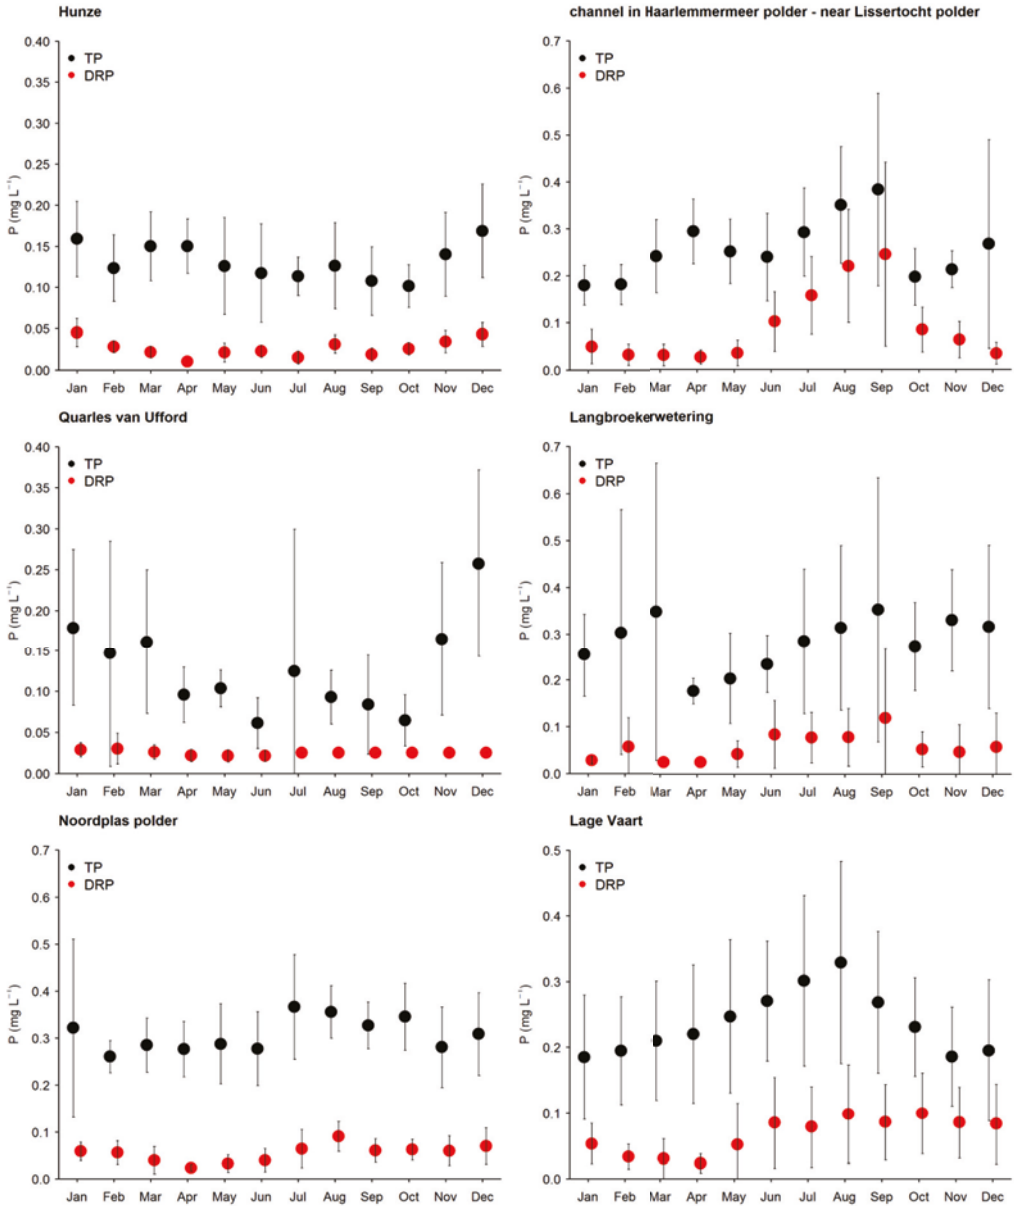 Hunze
TP
DRP
P (mg L⁻¹)
0.40
0.40
0.30
0.25
0.20
0.15
0.10
0.05
0.00
Jan Feb Mar Apr May Jun Jul Aug Sep Oct Nov Dec
channel in Haarlemmermeer polder - near Lissertocht polder
TP
DRP
P (mg L⁻¹)
0.7
0.6
0.5
0.4
0.3
0.2
0.1
0.0
Jan Feb Mar Apr May Jun Jul Aug Sep Oct Nov Dec
Quarles van Ufford
TP
DRP
P (mg L⁻¹)
0.40
0.35
0.30
0.25
0.20
0.15
0.10
0.05
0.00
Jan Feb Mar Apr May Jun Jul Aug Sep Oct Nov Dec
Langbroekerwetering
TP
DRP
P (mg L⁻¹)
0.7
0.6
0.5
0.4
0.3
0.2
0.1
0.0
Jan Feb Mar Apr May Jun Jul Aug Sep Oct Nov Dec
Noordplas polder
TP
DRP
P (mg L⁻¹)
0.7
0.6
0.5
0.4
0.3
0.2
0.1
0.0
Jan Feb Mar Apr May Jun Jul Aug Sep Oct Nov Dec
Lage Vaart
TP
DRP
P (mg L⁻¹)
0.5
0.4
0.3
0.2
0.1
0.0
Jan Feb Mar Apr May Jun Jul Aug Sep Oct Nov Dec